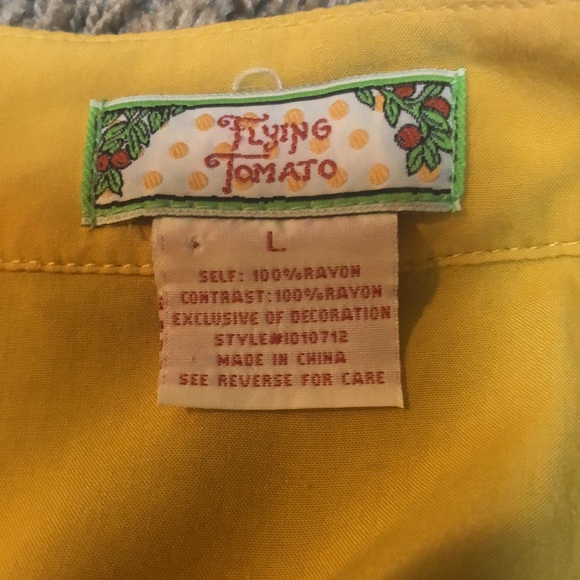 Flying
Tomato
L
SELF: 100%RAYON
CONTRAST:100%RAYON
EXCLUSIVE OF DECORATION
STYLE#ID10712
MADE IN CHINA
SEE REVERSE FOR CARE